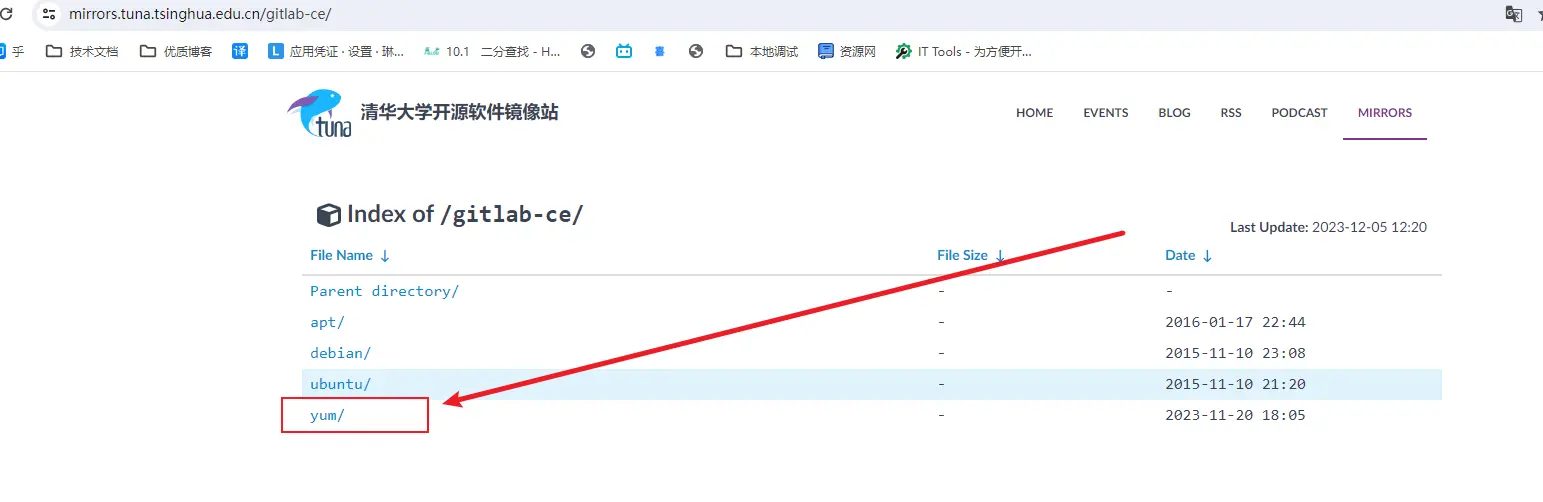 mirrors.tuna.tsinghua.edu.cn/gitlab-ce/
乎 技术文档 优质博客 译 L 应用凭证 · 设置 · 琳... 10.1 二分查找 - H... 本地调试 资源网 IT Tools - 为方便开...
tuna 清华大学开源软件镜像站 HOME EVENTS BLOG RSS PODCAST MIRRORS
Index of /gitlab-ce/
Last Update: 2023-12-05 12:20
File Name ↓ File Size ↓ Date ↓
Parent directory/ - -
apt/ - 2016-01-17 22:44
debian/ - 2015-11-10 23:08
ubuntu/ - 2015-11-10 21:20
yum/ - 2023-11-20 18:05